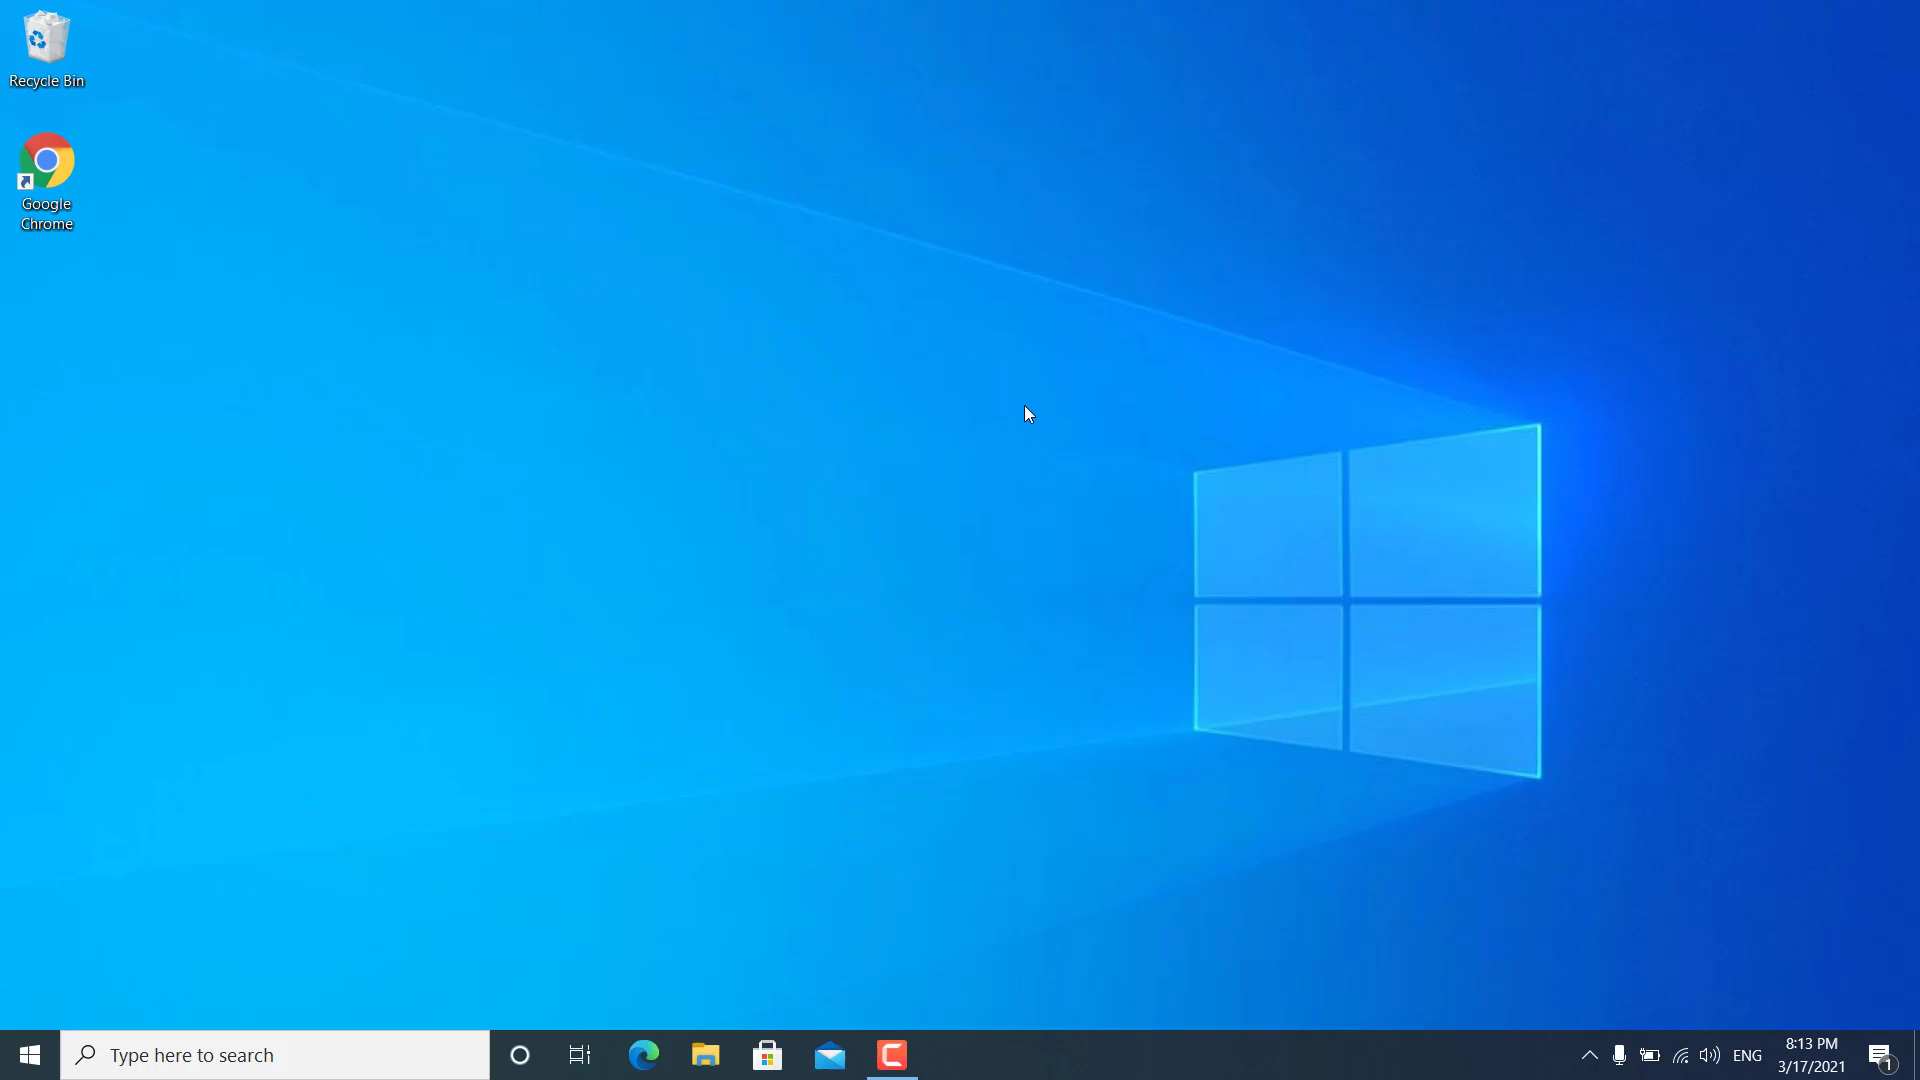 Recycle Bin
Google
Chrome
Type here to search
ENG
8:13 PM
3/17/2021
1